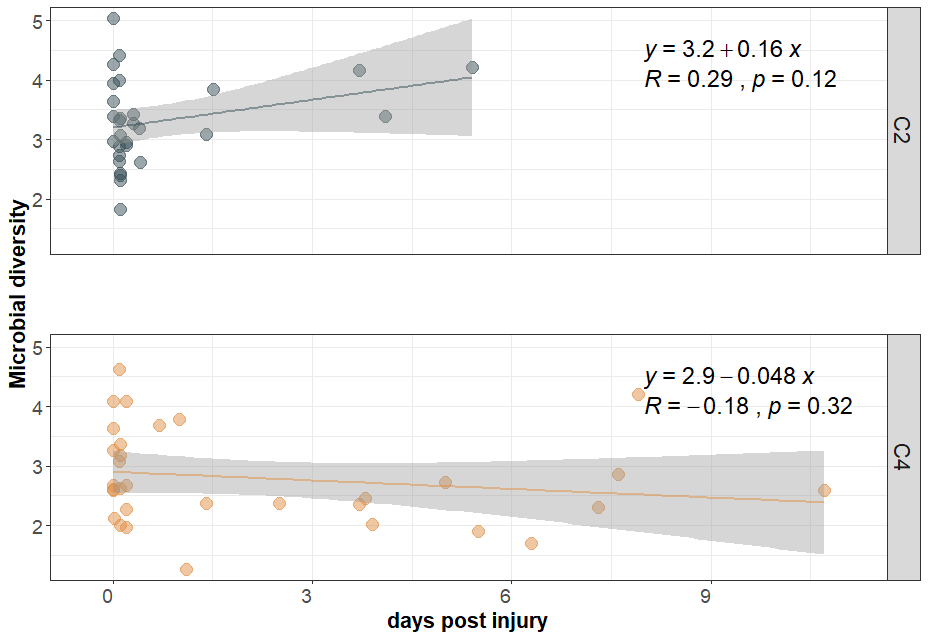 Microbial diversity
5
4
3
2
y = 3.2 + 0.16 x
R = 0.29 , p = 0.12
C2
5
4
3
2
y = 2.9 − 0.048 x
R = −0.18 , p = 0.32
C4
0 3 6 9
days post injury